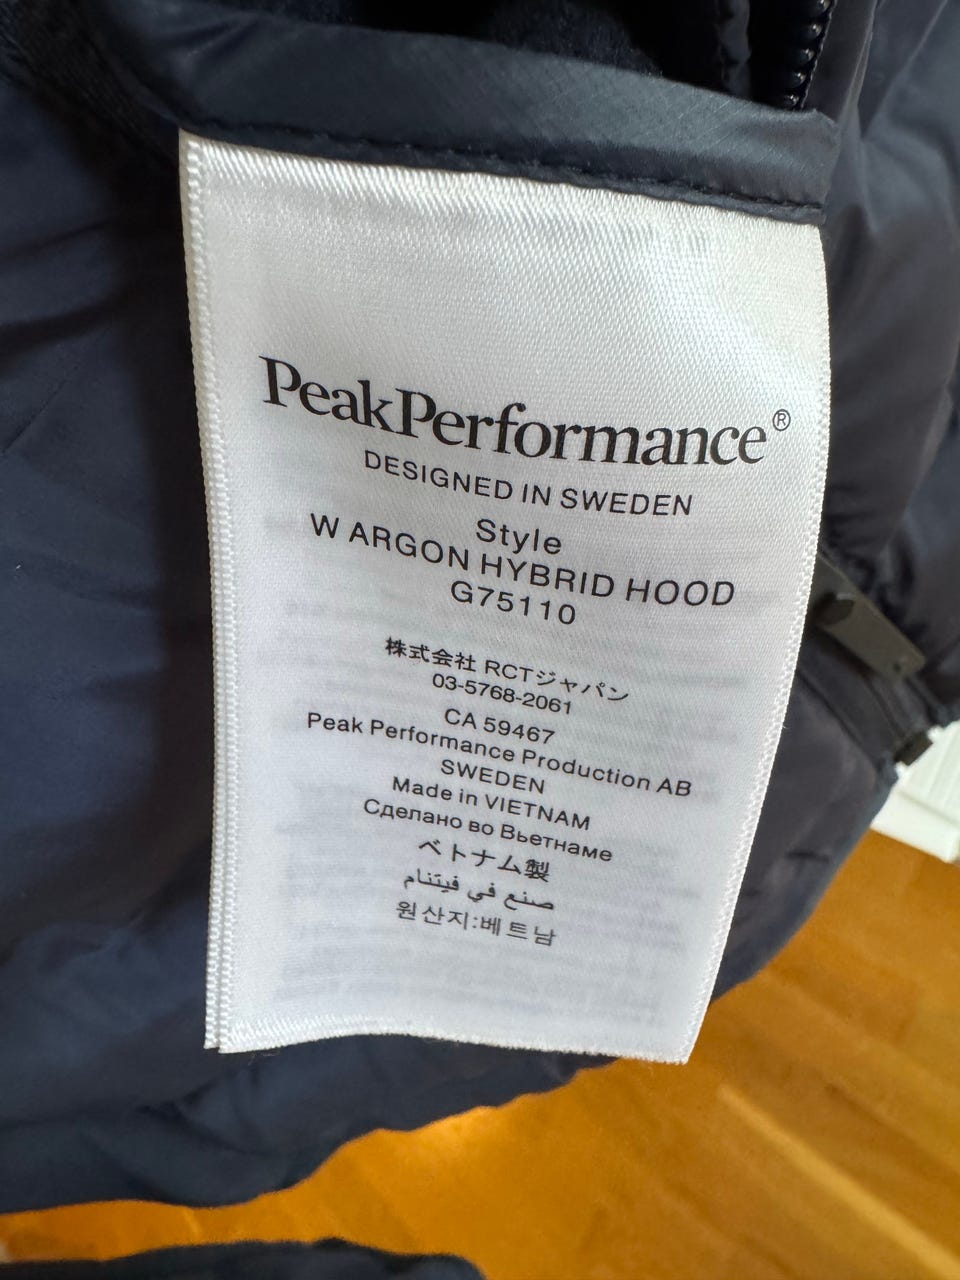 PeakPerformance®
DESIGNED IN SWEDEN
Style
W ARGON HYBRID HOOD
G75110
株式会社 RCTジャパン
03-5768-2061
CA 59467
Peak Performance Production AB
SWEDEN
Made in VIETNAM
Сделано во Вьетнаме
ベトナム製
صنع في فيتنام
원산지:베트남